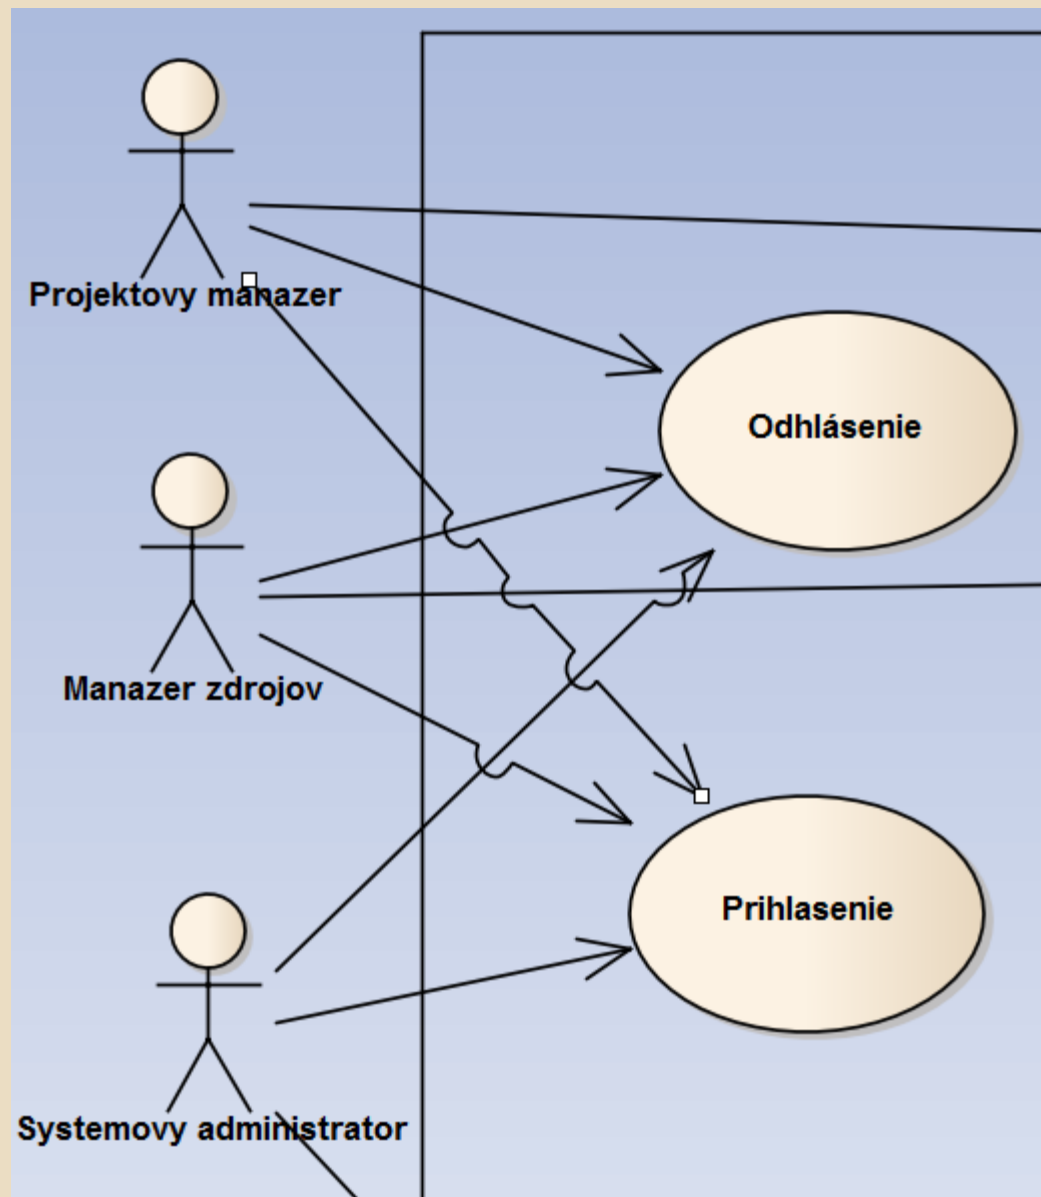 Projektovy manazer
Odhlásenie
Manazer zdrojov
Prihlasenie
Systemovy administrator